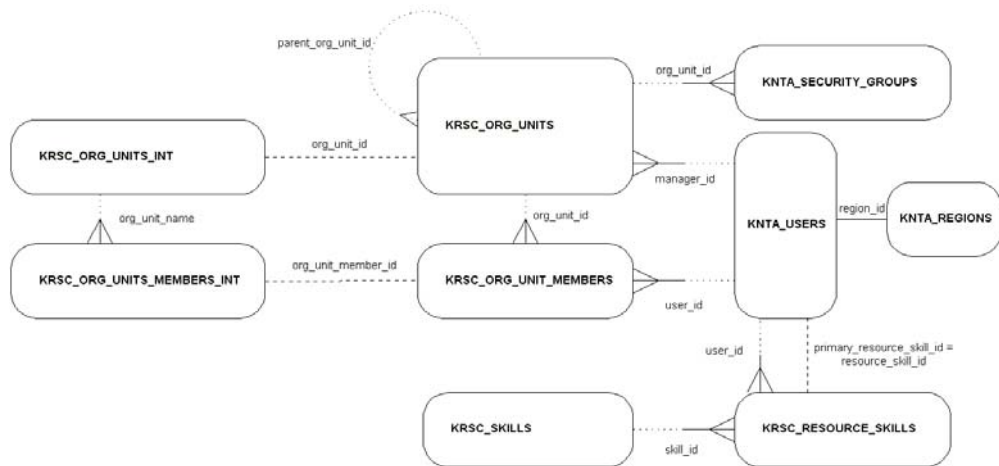 parent_org_unit_id
org_unit_id
KNTA_SECURITY_GROUPS
KRSC_ORG_UNITS
org_unit_id
KRSC_ORG_UNITS_INT
manager_id
org_unit_name
org_unit_id
KNTA_USERS
region_id
KNTA_REGIONS
org_unit_member_id
KRSC_ORG_UNITS_MEMBERS_INT
KRSC_ORG_UNIT_MEMBERS
user_id
user_id
primary_resource_skill_id =
resource_skill_id
KRSC_SKILLS
skill_id
KRSC_RESOURCE_SKILLS